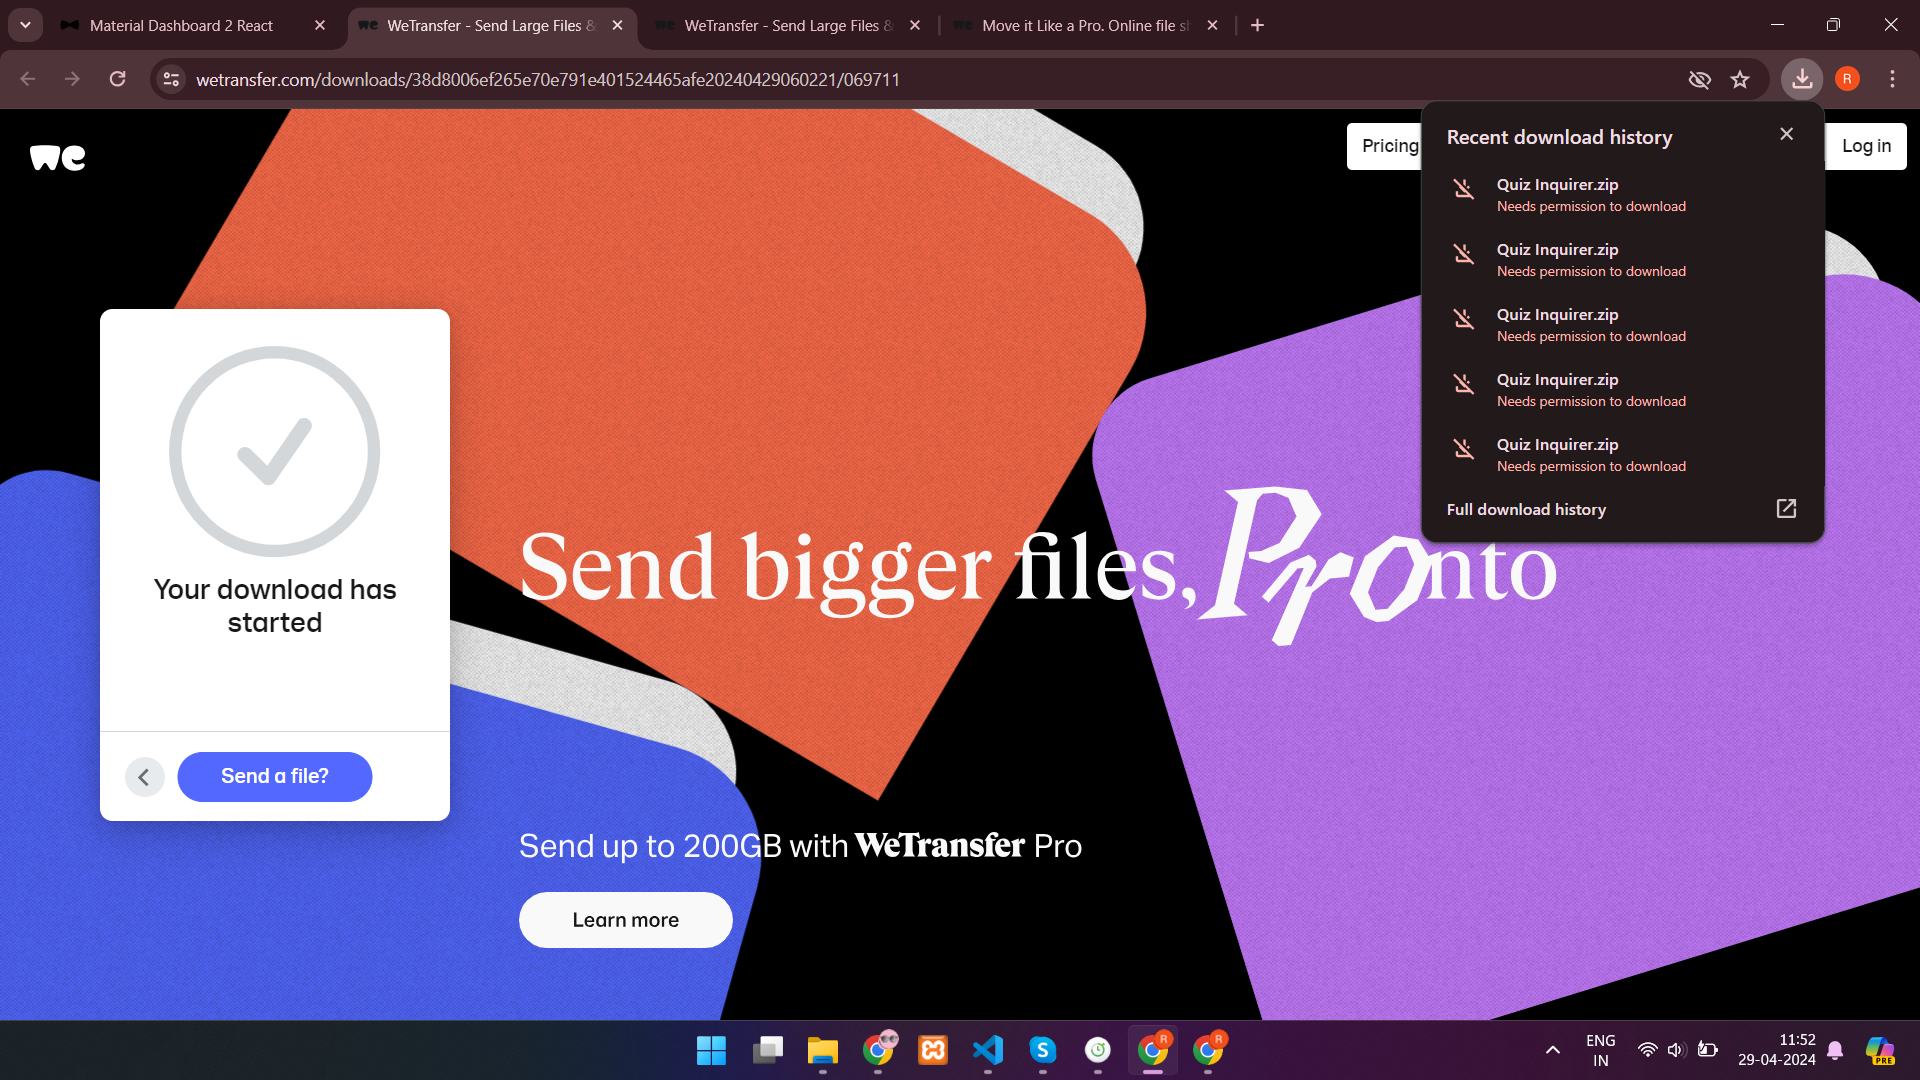 Material Dashboard 2 React
WeTransfer - Send Large Files &
WeTransfer - Send Large Files &
Move it Like a Pro. Online file sh
wetransfer.com/downloads/38d8006ef265e70e791e401524465afe20240429060221/069711
R
we
Pricing
Log in
Recent download history
Quiz Inquirer.zip
Needs permission to download
Quiz Inquirer.zip
Needs permission to download
Quiz Inquirer.zip
Needs permission to download
Quiz Inquirer.zip
Needs permission to download
Quiz Inquirer.zip
Needs permission to download
Full download history
Your download has
started
Send a file?
Send bigger files, Pronto
Send up to 200GB with WeTransfer Pro
Learn more
S
R
R
ENG
IN
11:52
29-04-2024
PRE